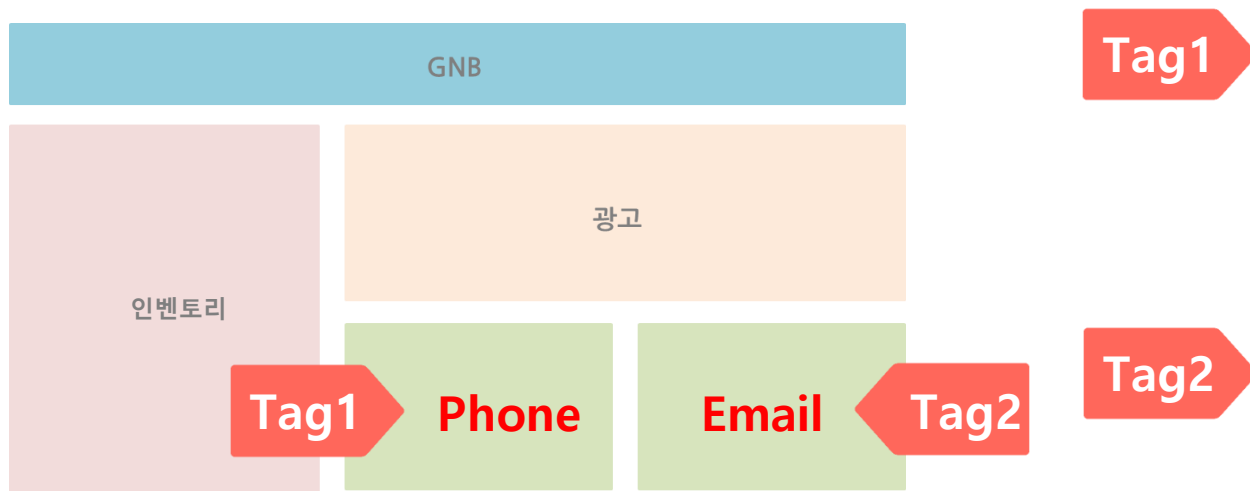 GNB
Tag1
광고
인벤토리
Tag1
Phone
Email
Tag2
Tag2